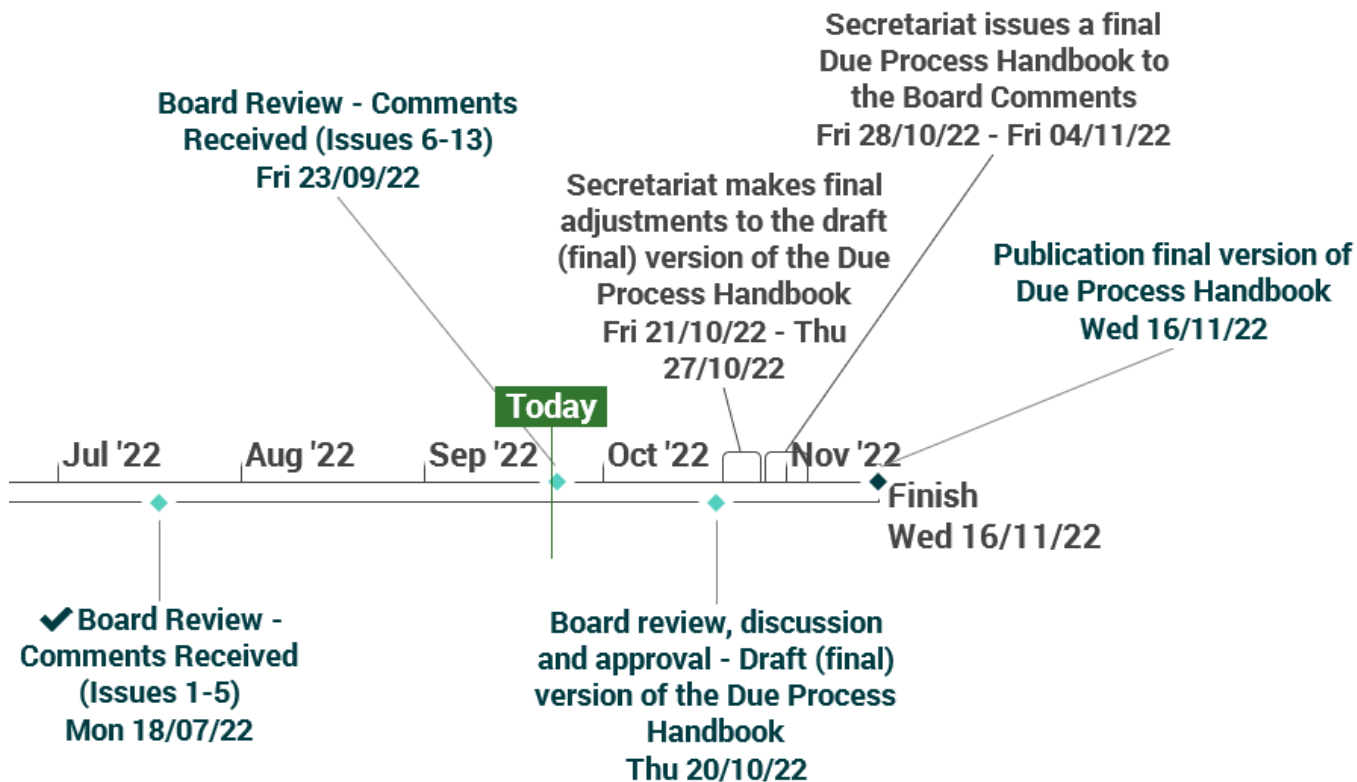 Secretariat issues a final
Due Process Handbook to
the Board Comments
Fri 28/10/22 - Fri 04/11/22
Board Review - Comments
Received (Issues 6-13)
Fri 23/09/22
Secretariat makes final
adjustments to the draft
(final) version of the Due
Process Handbook
Fri 21/10/22 - Thu
27/10/22
Publication final version of
Due Process Handbook
Wed 16/11/22
Today
Jul '22
Aug '22
Sep '22
Oct '22
Nov '22
Finish
Wed 16/11/22
✔ Board Review -
Comments Received
(Issues 1-5)
Mon 18/07/22
Board review, discussion
and approval - Draft (final)
version of the Due Process
Handbook
Thu 20/10/22